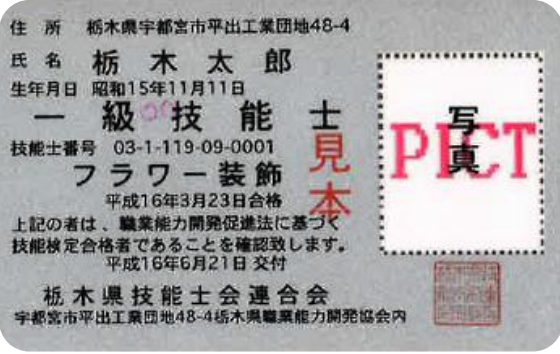 住 所 栃木県宇都宮市平出工業団地48-4
氏 名 栃 木 太 郎
生年月日 昭和15年11月11日
一 級 技 能 士
技能士番号 03-1-119-09-0001
フラワー装飾
平成16年3月23日合格
見本
上記の者は、職業能力開発促進法に基づく
技能検定合格者であることを確認致します。
平成16年6月21日 交付
栃木県技能士会連合会
宇都宮市平出工業団地48-4栃木県職業能力開発協会内
PICT
写真